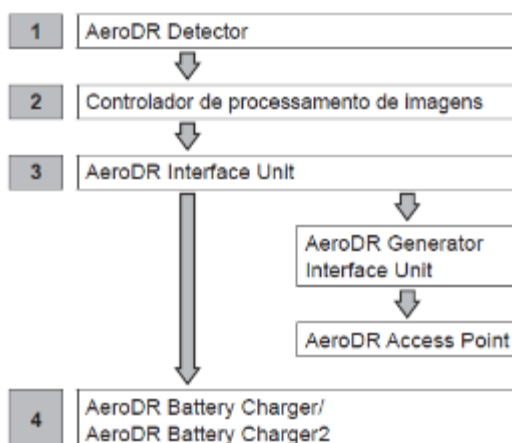 1 AeroDR Detector
2 Controlador de processamento de imagens
3 AeroDR Interface Unit
AeroDR Generator
Interface Unit
AeroDR Access Point
4 AeroDR Battery Charger/
AeroDR Battery Charger2